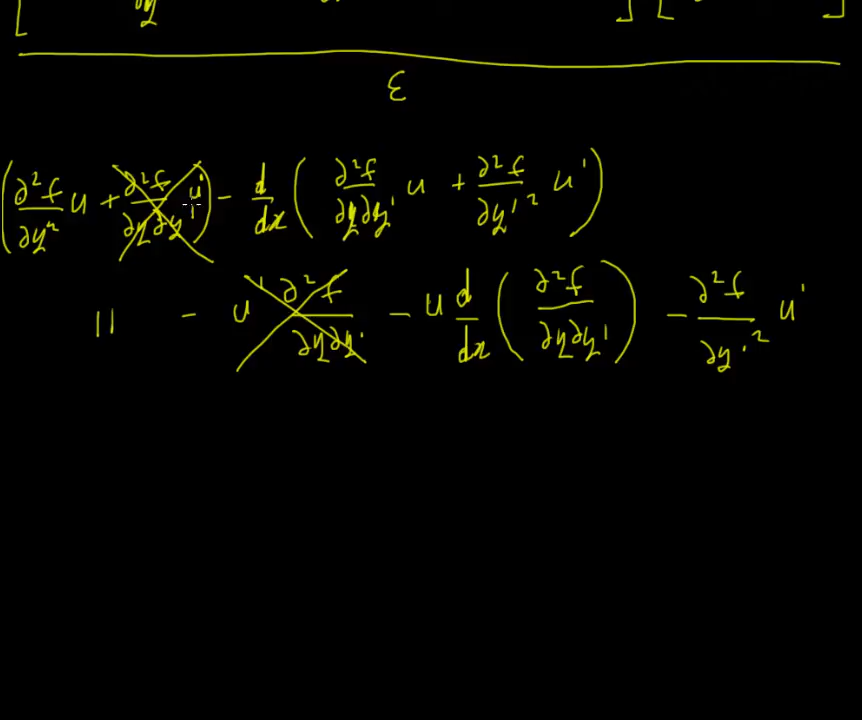 ∂y ] [ ]
ε
(∂²f/∂y² u + ∂²f/∂y∂y' u') - d/dx (∂²f/∂y∂y' u + ∂²f/∂y'² u')
|| - u' ∂²f/∂y∂y' - u d/dx (∂²f/∂y∂y') - ∂²f/∂y'² u'